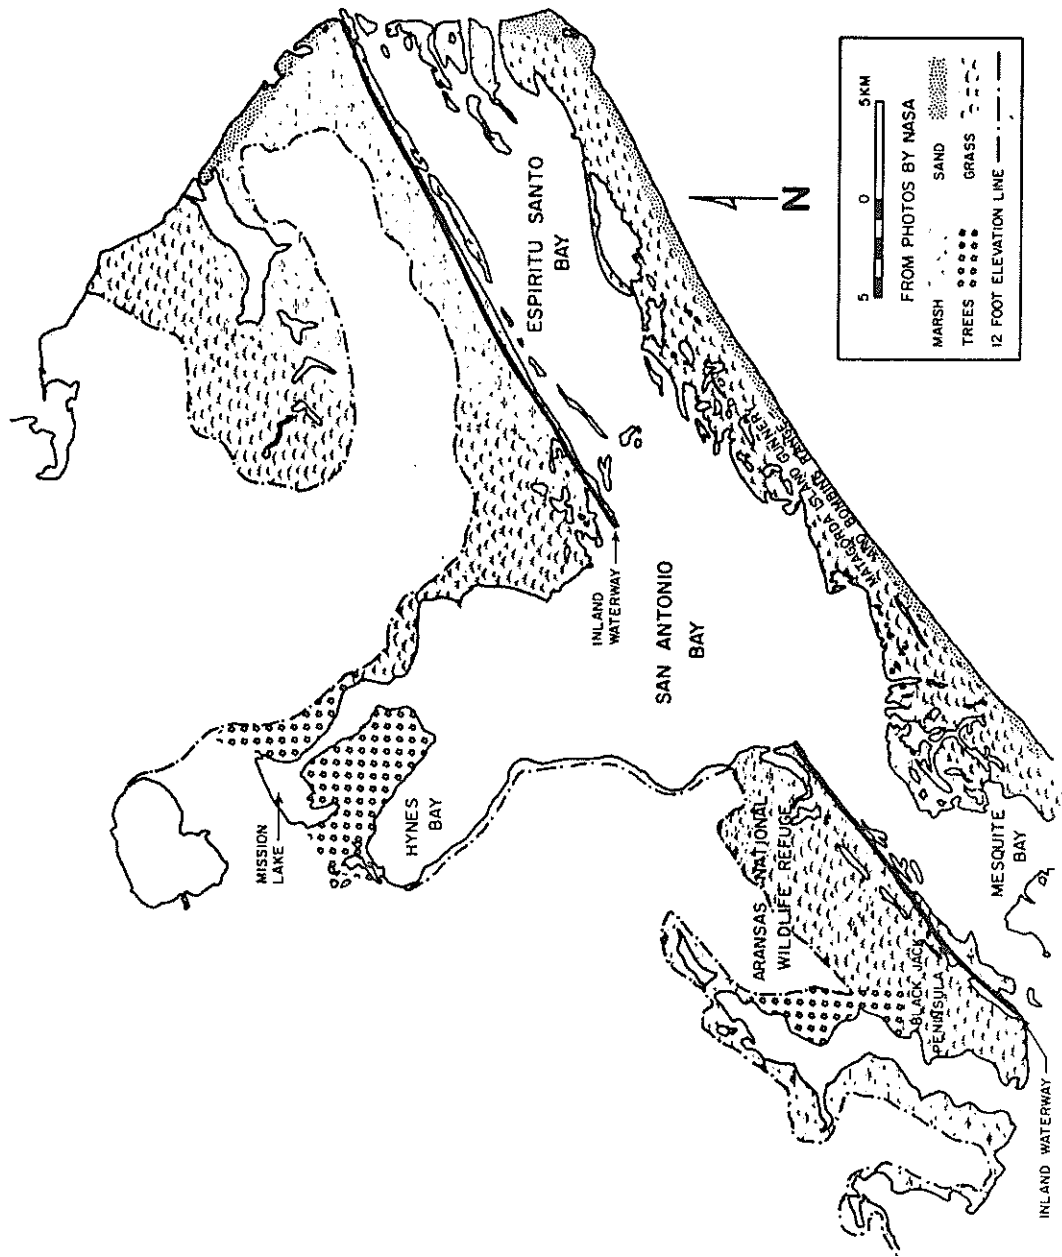 ESPIRITU SANTO
BAY
INLAND
WATERWAY
SAN ANTONIO
BAY
MISSION
LAKE
HYNES
BAY
MATAGORDA ISLAND GUNNERY
AND BOMBING RANGE
ARANSAS NATIONAL
WILDLIFE REFUGE
BLACK JACK
PENINSULA
MESQUITE
BAY
INLAND WATERWAY
N
5 0 5 KM
FROM PHOTOS BY NASA
MARSH SAND
TREES GRASS
12 FOOT ELEVATION LINE